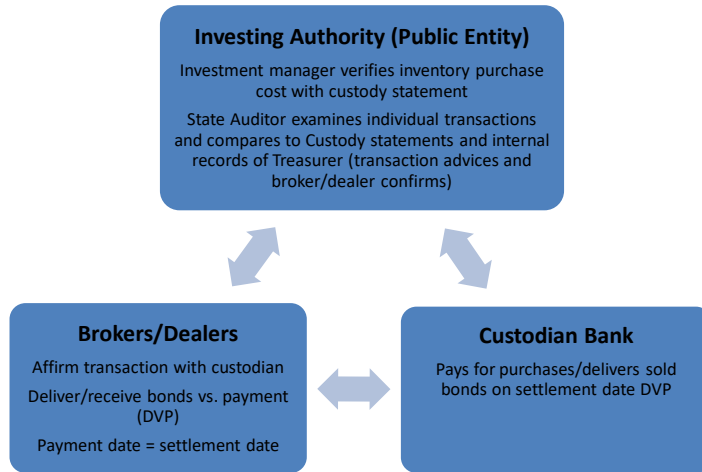 Investing Authority (Public Entity)
Investment manager verifies inventory purchase
cost with custody statement
State Auditor examines individual transactions
and compares to Custody statements and internal
records of Treasurer (transaction advices and
broker/dealer confirms)
Brokers/Dealers
Affirm transaction with custodian
Deliver/receive bonds vs. payment
(DVP)
Payment date = settlement date
Custodian Bank
Pays for purchases/delivers sold
bonds on settlement date DVP